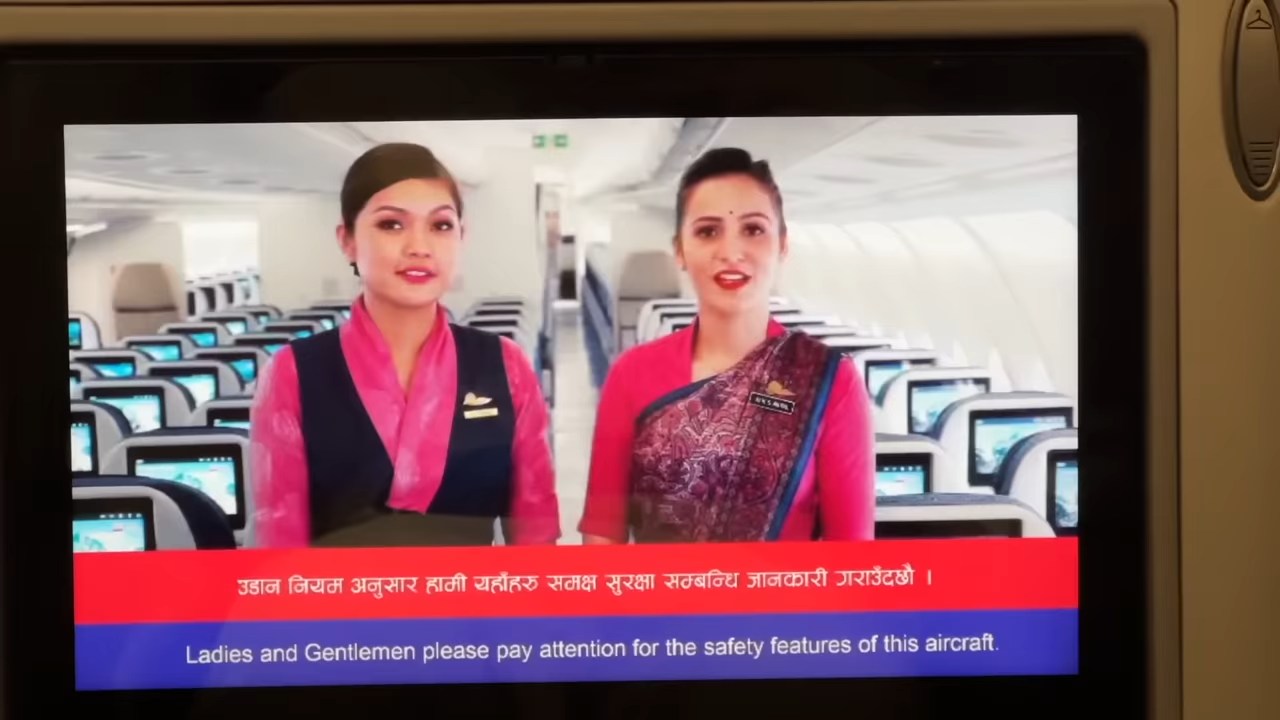 उडान नियम अनुसार हामी यहाँहरु समक्ष सुरक्षा सम्बन्धि जानकारी गराउँदछौ ।
Ladies and Gentlemen please pay attention for the safety features of this aircraft.